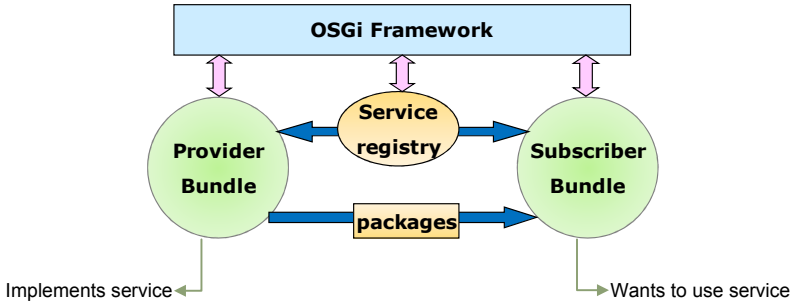 OSGi Framework
Service
registry
Provider
Bundle
Subscriber
Bundle
packages
Implements service
Wants to use service